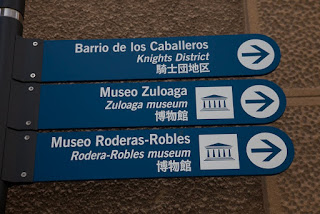 Barrio de los Caballeros
Knights District
騎士団地区
Museo Zuloaga
Zuloaga museum
博物館
Museo Roderas-Robles
Rodera-Robles museum
博物館